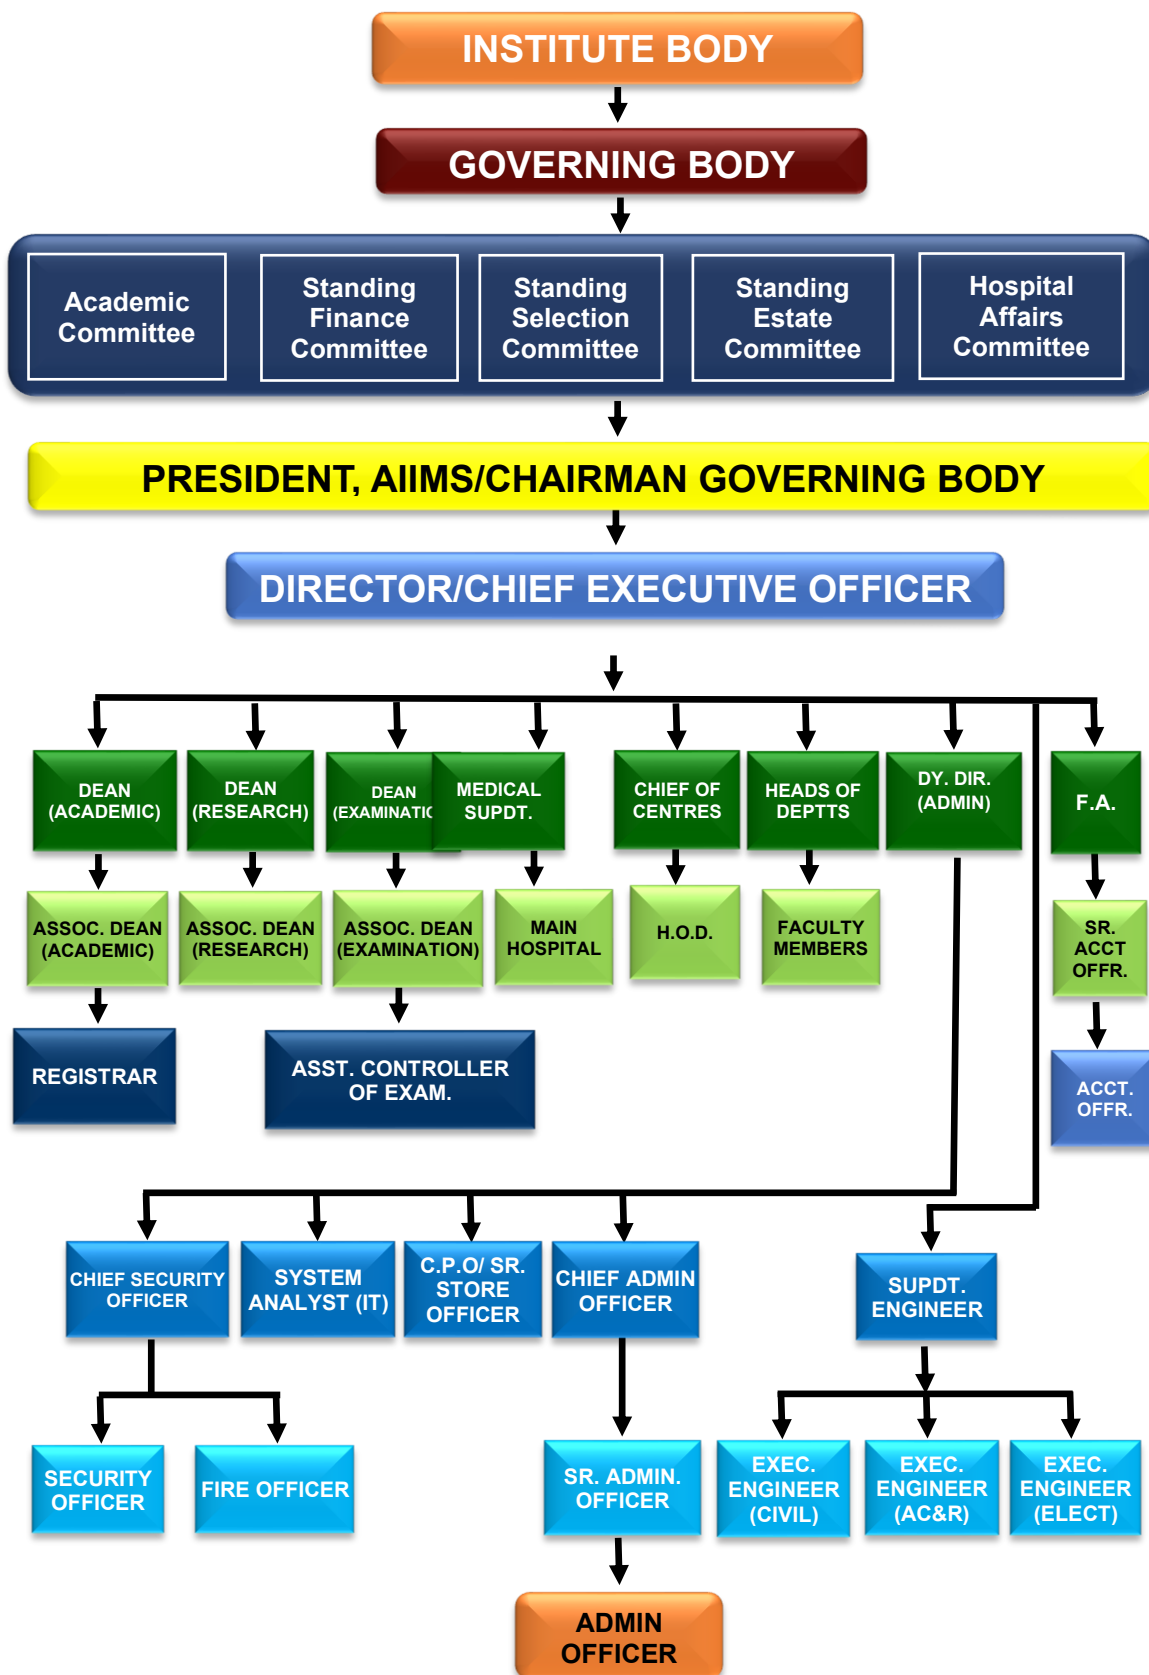 INSTITUTE BODY
GOVERNING BODY
Academic
Committee
Standing
Finance
Committee
Standing
Selection
Committee
Standing
Estate
Committee
Hospital
Affairs
Committee
PRESIDENT, AIIMS/CHAIRMAN GOVERNING BODY
DIRECTOR/CHIEF EXECUTIVE OFFICER
DEAN
(ACADEMIC)
DEAN
(RESEARCH)
DEAN
(EXAMINATIO
MEDICAL
SUPDT.
CHIEF OF
CENTRES
HEADS OF
DEPTTS
DY. DIR.
(ADMIN)
F.A.
ASSOC. DEAN
(ACADEMIC)
ASSOC. DEAN
(RESEARCH)
ASSOC. DEAN
(EXAMINATION)
MAIN
HOSPITAL
H.O.D.
FACULTY
MEMBERS
SR.
ACCT
OFFR.
REGISTRAR
ASST. CONTROLLER
OF EXAM.
ACCT.
OFFR.
CHIEF SECURITY
OFFICER
SYSTEM
ANALYST (IT)
C.P.O/ SR.
STORE
OFFICER
CHIEF ADMIN
OFFICER
SUPDT.
ENGINEER
SECURITY
OFFICER
FIRE OFFICER
SR. ADMIN.
OFFICER
EXEC.
ENGINEER
(CIVIL)
EXEC.
ENGINEER
(AC&R)
EXEC.
ENGINEER
(ELECT)
ADMIN
OFFICER